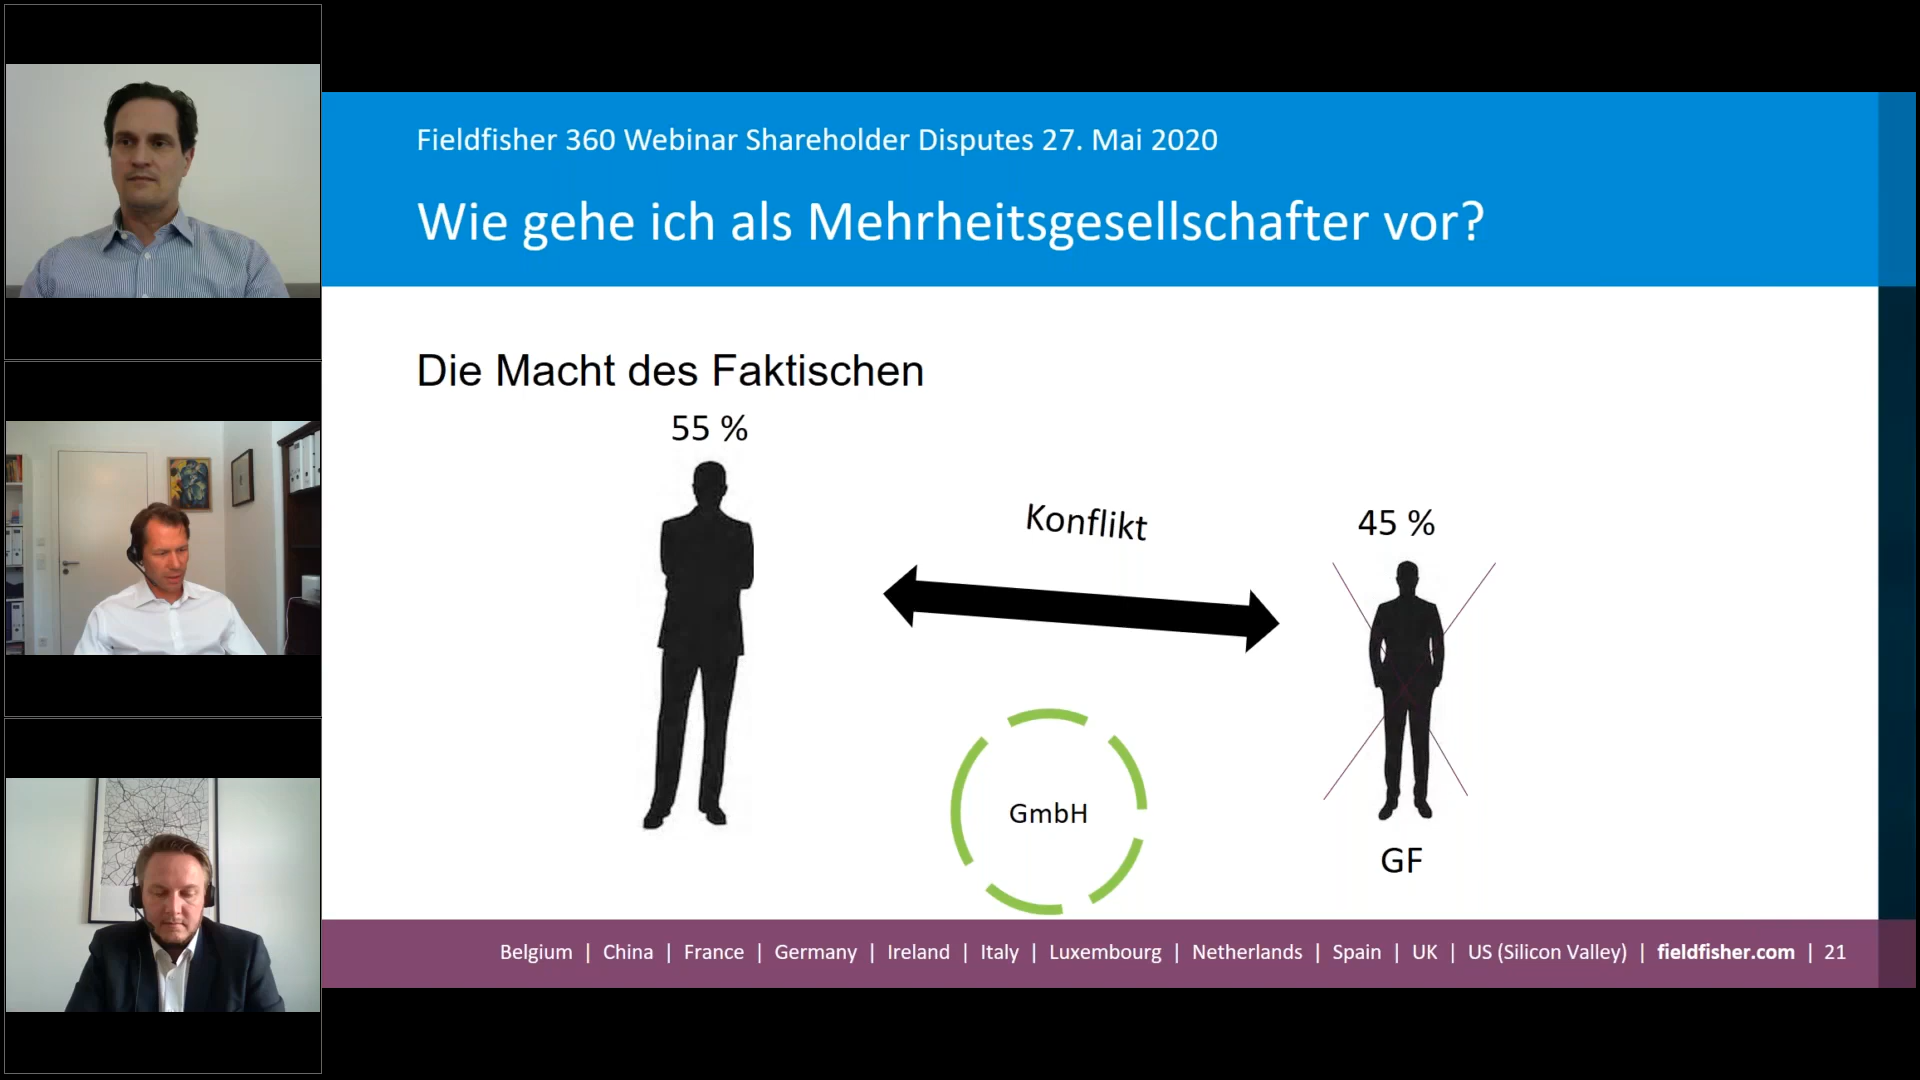 Fieldfisher 360 Webinar Shareholder Disputes 27. Mai 2020
Wie gehe ich als Mehrheitsgesellschafter vor?
Die Macht des Faktischen
55 %
Konflikt
45 %
GmbH
GF
Belgium | China | France | Germany | Ireland | Italy | Luxembourg | Netherlands | Spain | UK | US (Silicon Valley) | fieldfisher.com | 21